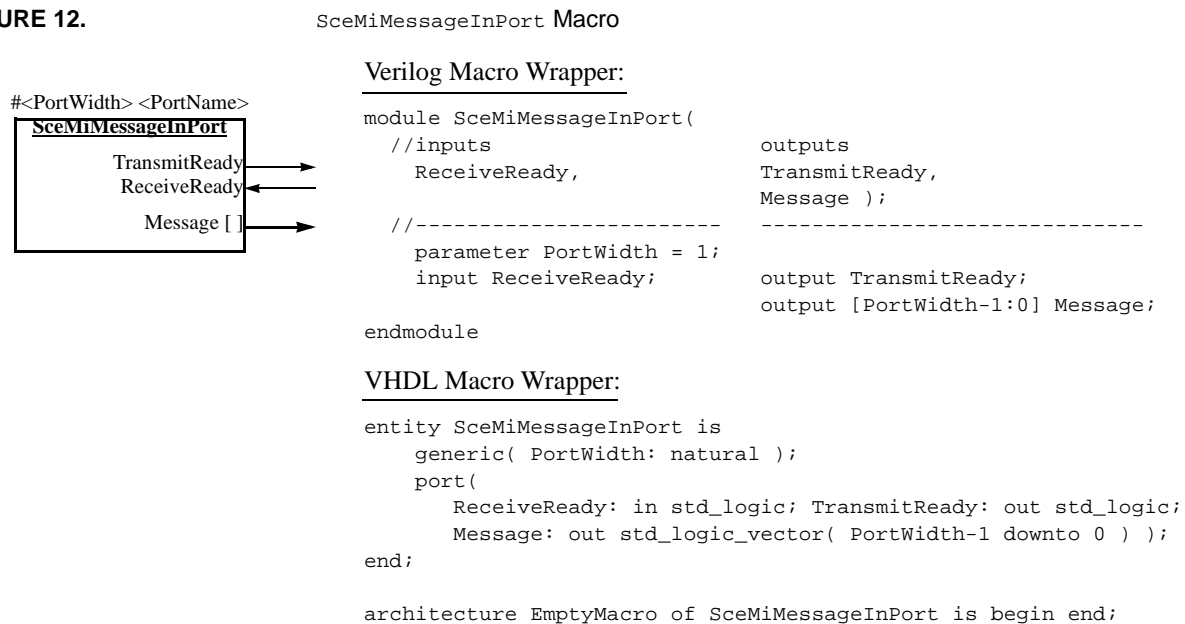 URE 12. SceMiMessageInPort Macro
Verilog Macro Wrapper:
#<PortWidth> <PortName>
SceMiMessageInPort
TransmitReady
ReceiveReady
Message [ ]
module SceMiMessageInPort(
//inputs outputs
ReceiveReady, TransmitReady,
Message );
//------------------------- -------------------------------
parameter PortWidth = 1;
input ReceiveReady; output TransmitReady;
output [PortWidth-1:0] Message;
endmodule
VHDL Macro Wrapper:
entity SceMiMessageInPort is
generic( PortWidth: natural );
port(
ReceiveReady: in std_logic; TransmitReady: out std_logic;
Message: out std_logic_vector( PortWidth-1 downto 0 ) );
end;
architecture EmptyMacro of SceMiMessageInPort is begin end;